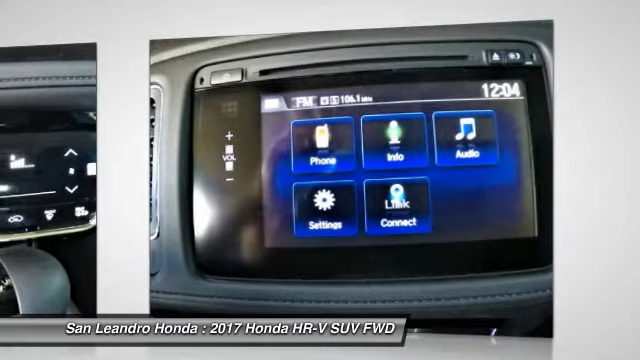 FM 106.1 MHz 12:04
+
VOL
-
Phone Info Audio
Link
Settings Connect
San Leandro Honda : 2017 Honda HR-V SUV FWD